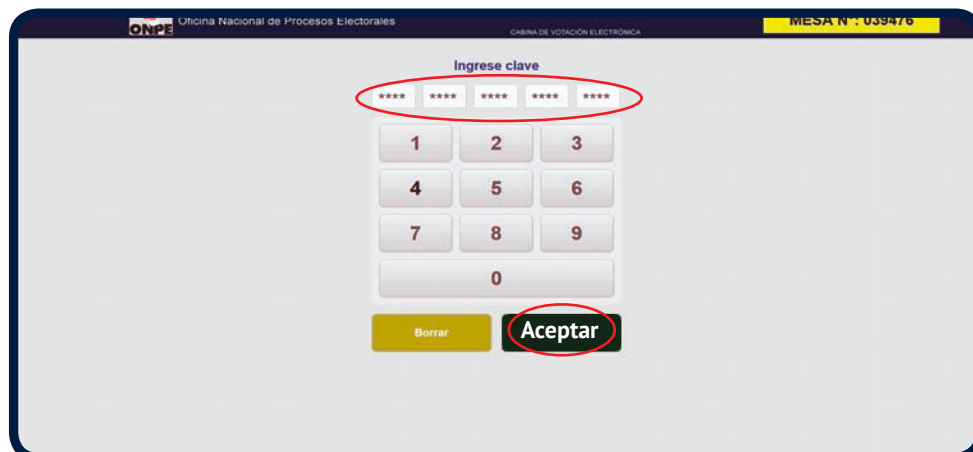 ONPE
Oficina Nacional de Procesos Electorales
CABINA DE VOTACIÓN ELECTRÓNICA
MESA N°: 039476
Ingrese clave
**** **** **** **** ****
1 2 3
4 5 6
7 8 9
0
Borrar Aceptar